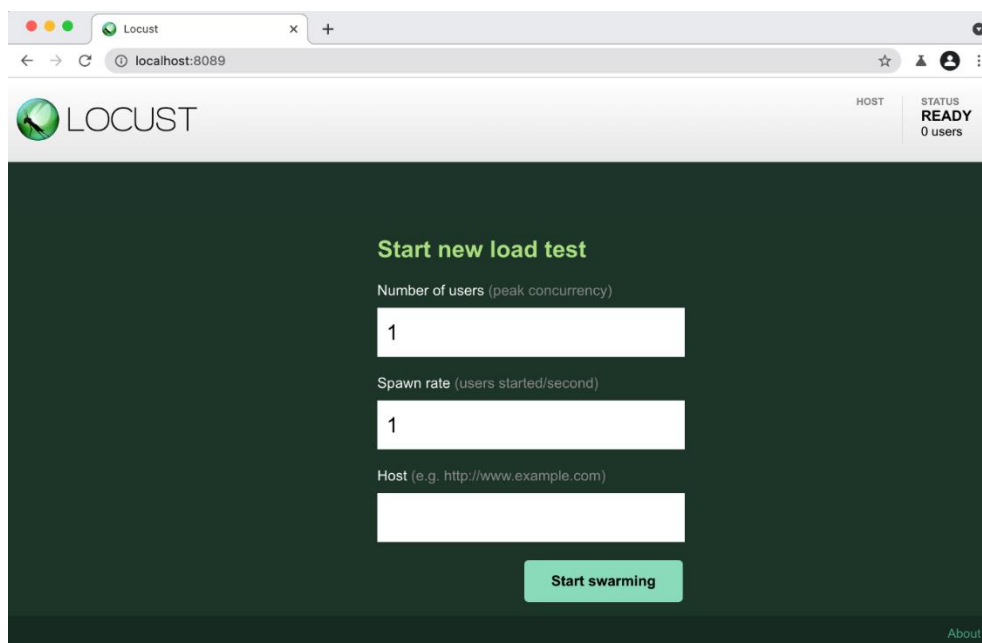 Locust
localhost:8089
LOCUST
HOST
STATUS
READY
0 users
Start new load test
Number of users (peak concurrency)
1
Spawn rate (users started/second)
1
Host (e.g. http://www.example.com)
Start swarming
About